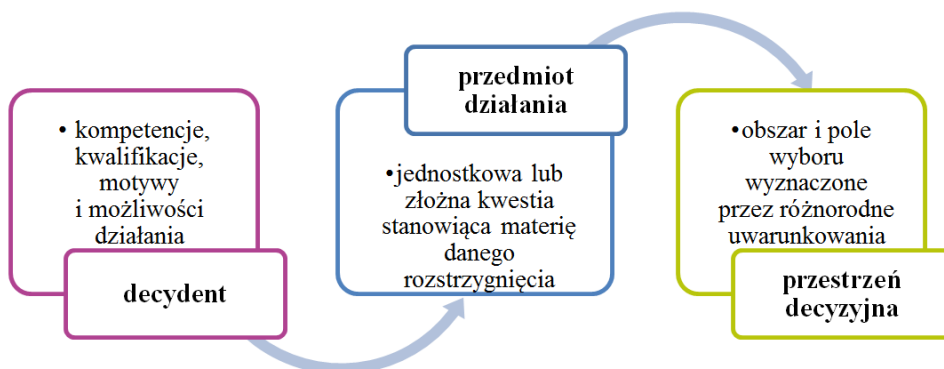 • kompetencje,
kwalifikacje,
motywy
i możliwości
działania
decydent
przedmiot
działania
•jednostkowa lub
złożna kwestia
stanowiąca materię
danego
rozstrzygnięcia
• obszar i pole
wyboru
wyznaczone
przez różnorodne
uwarunkowania
przestrzeń
decyzyjna